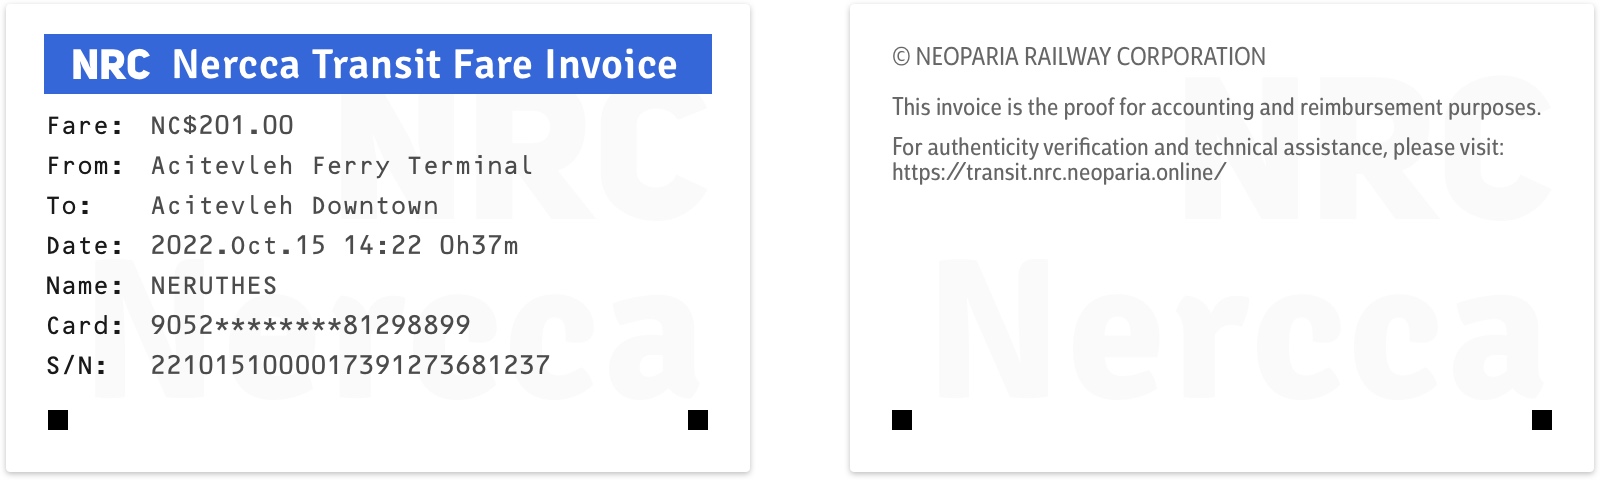 NRC Nercca Transit Fare Invoice
Fare: NC$201.00
From: Acitevleh Ferry Terminal
To: Acitevleh Downtown
Date: 2022.Oct.15 14:22 0h37m
Name: NERUTHES
Card: 9052********81298899
S/N: 2210151000017391273681237
NRC
Nercca
© NEOPARIA RAILWAY CORPORATION
This invoice is the proof for accounting and reimbursement purposes.
For authenticity verification and technical assistance, please visit:
https://transit.nrc.neoparia.online/
NRC
Nercca